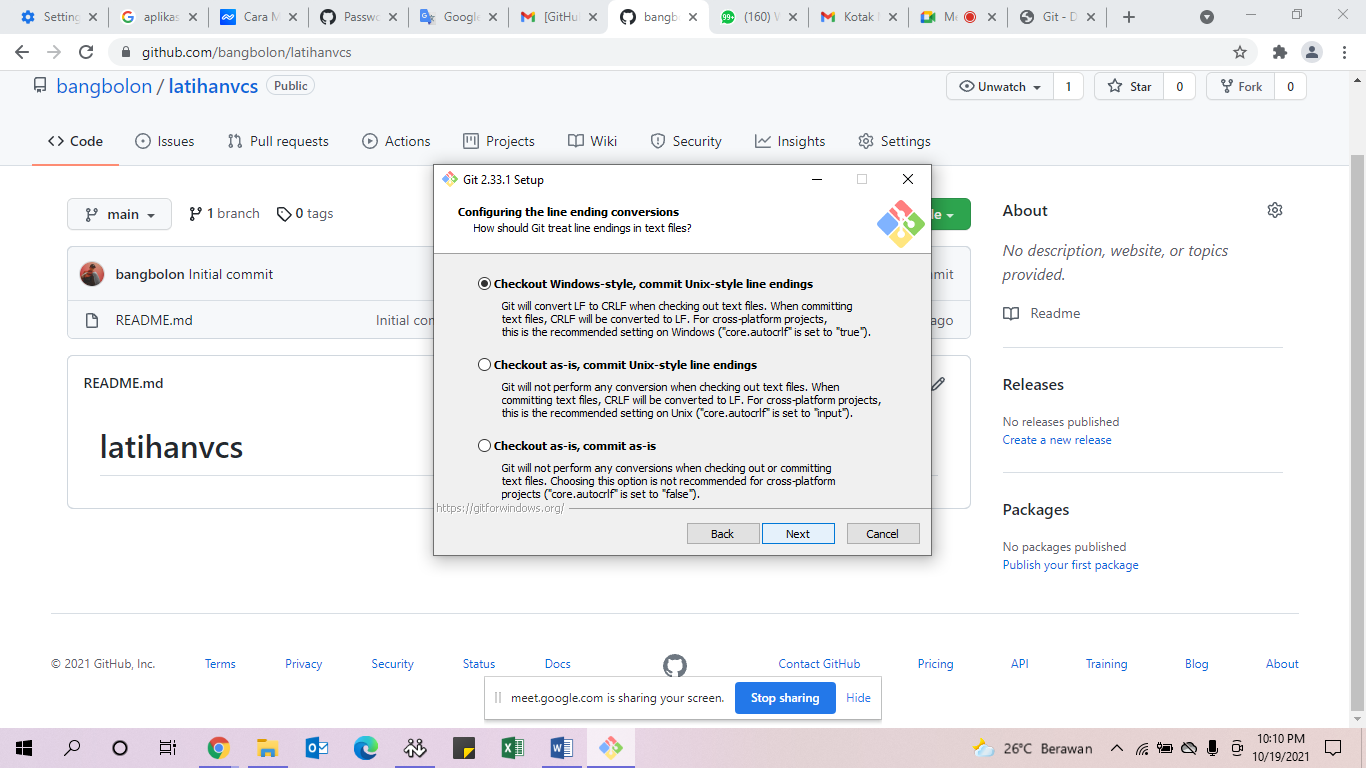 Setting
aplikas
Cara M
Passwo
Google
[GitHub
bangbo
(160) W
Kotak
M
Git - D
github.com/bangbolon/latihanvcs
bangbolon / latihanvcs Public
Unwatch 1
Star 0
Fork 0
Code
Issues
Pull requests
Actions
Projects
Wiki
Security
Insights
Settings
main
1 branch
0 tags
bangbolon Initial commit
README.md
Initial con
ago
README.md
latihanvcs
Git 2.33.1 Setup
Configuring the line ending conversions
How should Git treat line endings in text files?
Checkout Windows-style, commit Unix-style line endings
Git will convert LF to CRLF when checking out text files. When committing
text files, CRLF will be converted to LF. For cross-platform projects,
this is the recommended setting on Windows ("core.autocrlf" is set to "true").
Checkout as-is, commit Unix-style line endings
Git will not perform any conversion when checking out text files. When
committing text files, CRLF will be converted to LF. For cross-platform projects,
this is the recommended setting on Unix ("core.autocrlf" is set to "input").
Checkout as-is, commit as-is
Git will not perform any conversions when checking out or committing
text files. Choosing this option is not recommended for cross-platform
projects ("core.autocrlf" is set to "false").
https://gitforwindows.org/
Back
Next
Cancel
About
No description, website, or topics
provided.
Readme
Releases
No releases published
Create a new release
Packages
No packages published
Publish your first package
© 2021 GitHub, Inc.
Terms
Privacy
Security
Status
Docs
Contact GitHub
Pricing
API
Training
Blog
About
meet.google.com is sharing your screen.
Stop sharing
Hide
26°C Berawan
10:10 PM
10/19/2021